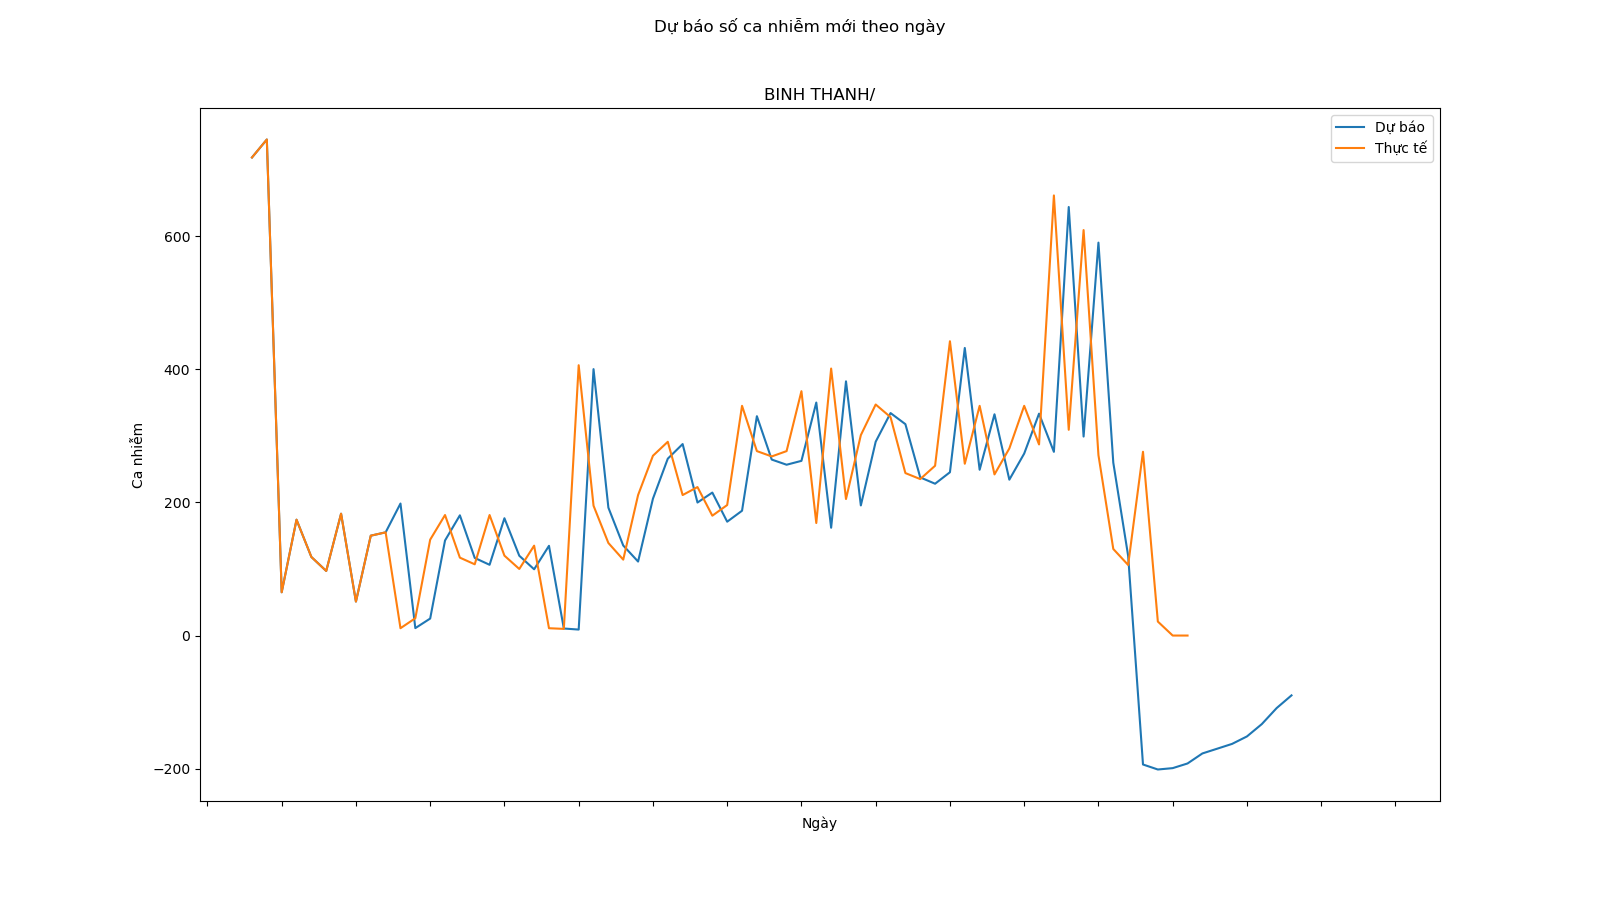 Dự báo số ca nhiễm mới theo ngày
BINH THANH/
Dự báo
Thực tế
600
400
200
0
−200
Ca nhiễm
Ngày